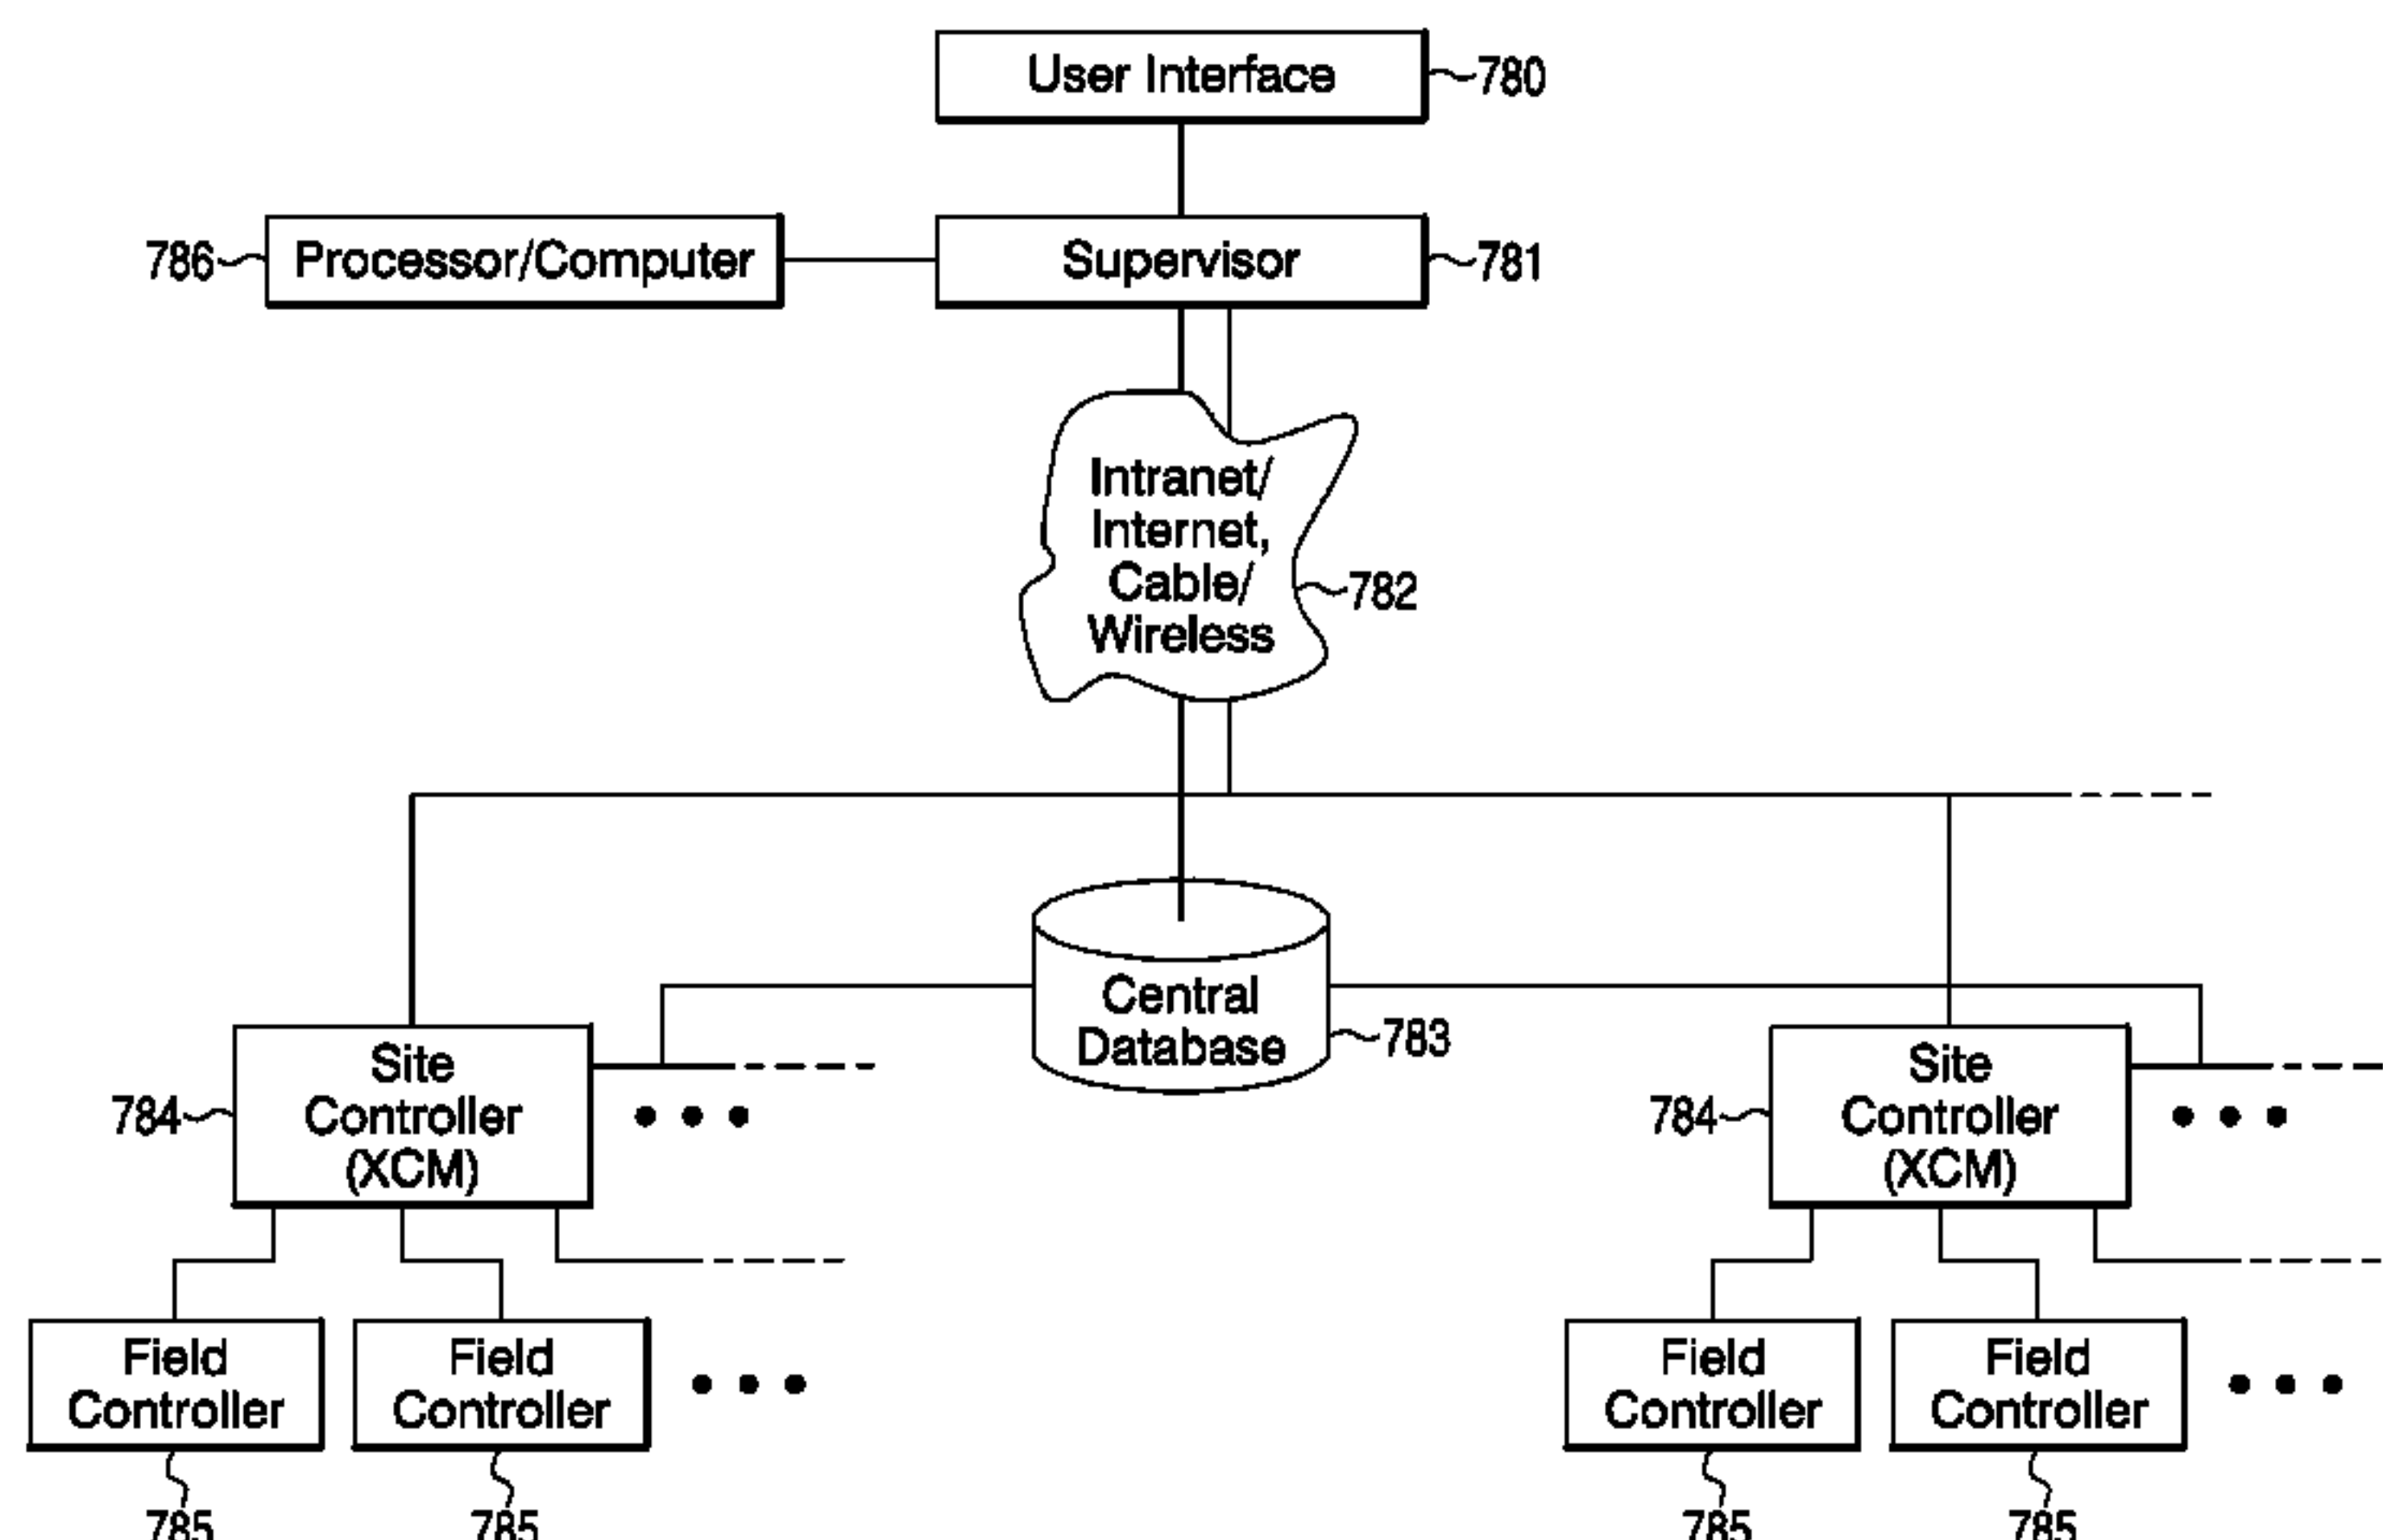 User Interface
780
786
Processor/Computer
Supervisor
781
Intranet/
Internet,
Cable/
Wireless
782
Central
Database
783
784
Site
Controller
(XCM)
784
Site
Controller
(XCM)
Field
Controller
Field
Controller
Field
Controller
Field
Controller
785
785
785
785